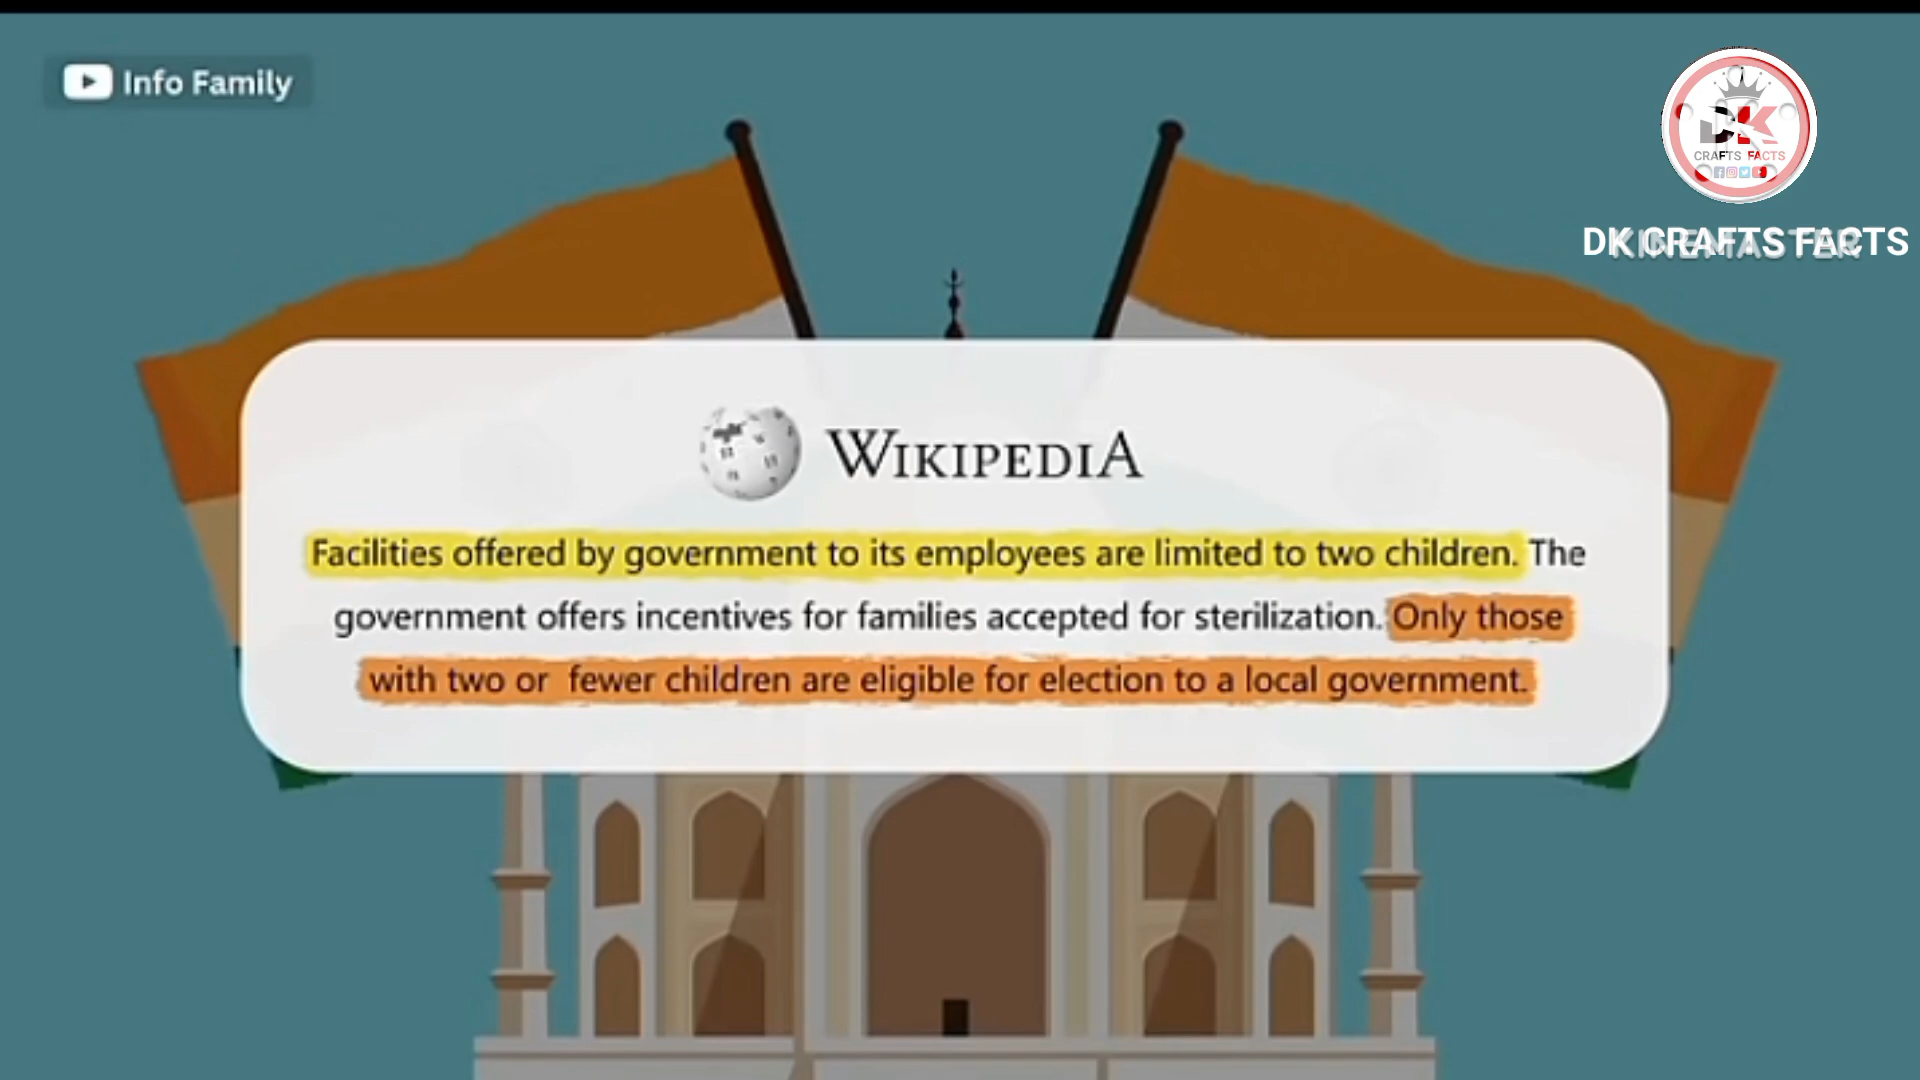 Info Family
DK
CRAFTS FACTS
DK CRAFTS FACTS
KINEMASTER
WIKIPEDIA
Facilities offered by government to its employees are limited to two children. The
government offers incentives for families accepted for sterilization. Only those
with two or fewer children are eligible for election to a local government.